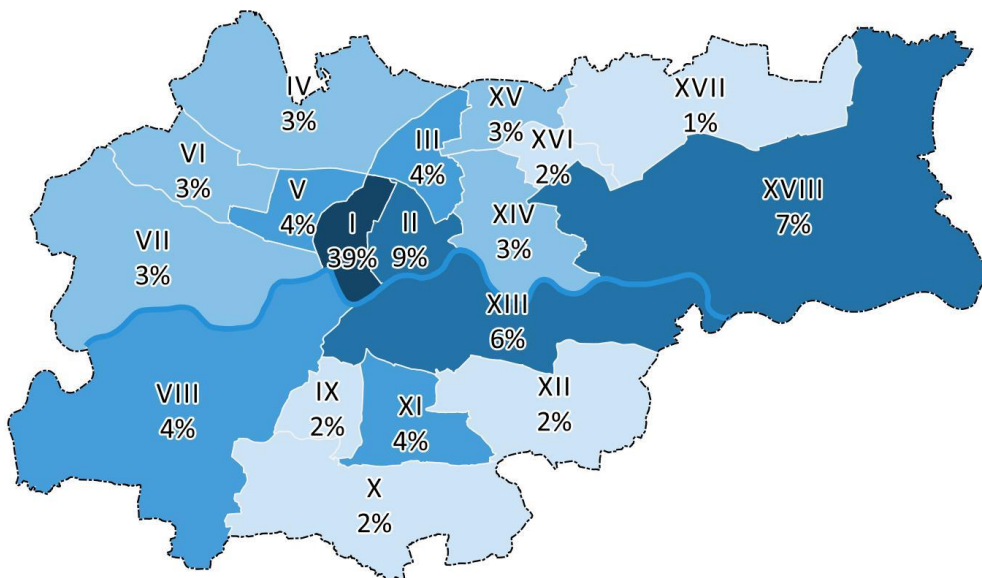 IV
3%
XV
3%
XVII
1%
III
4%
XVI
2%
VI
3%
V
4%
XVIII
7%
I
39%
II
9%
XIV
3%
VII
3%
XIII
6%
VIII
4%
IX
2%
XI
4%
XII
2%
X
2%